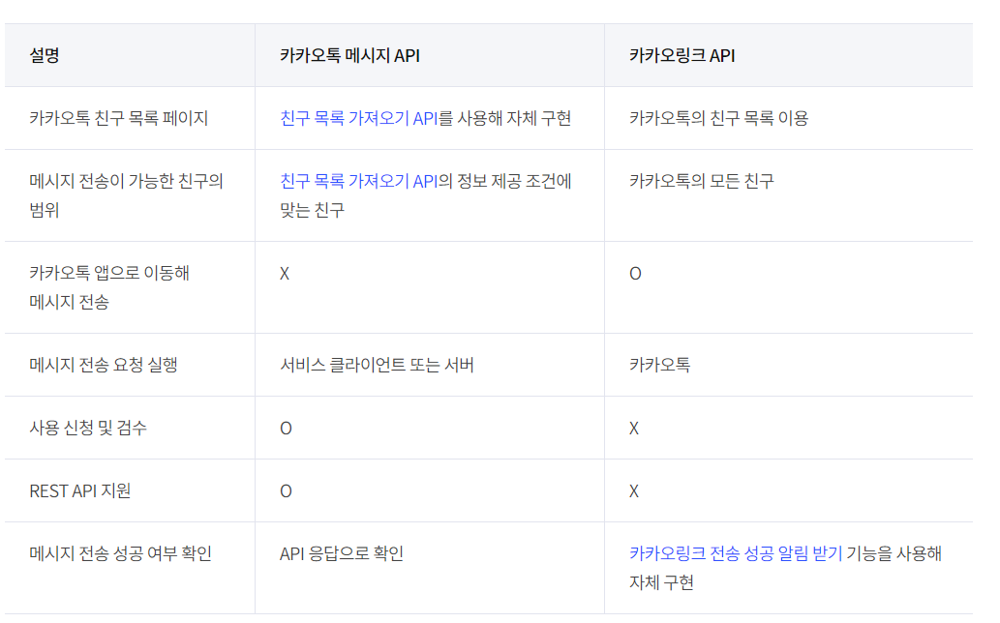 설명 카카오톡 메시지 API 카카오링크 API
카카오톡 친구 목록 페이지 친구 목록 가져오기 API를 사용해 자체 구현 카카오톡의 친구 목록 이용
메시지 전송이 가능한 친구의
범위
친구 목록 가져오기 API의 정보 제공 조건에
맞는 친구
카카오톡의 모든 친구
카카오톡 앱으로 이동해
메시지 전송
X
O
메시지 전송 요청 실행 서비스 클라이언트 또는 서버 카카오톡
사용 신청 및 검수 O X
REST API 지원 O X
메시지 전송 성공 여부 확인 API 응답으로 확인
카카오링크 전송 성공 알림 받기 기능을 사용해
자체 구현